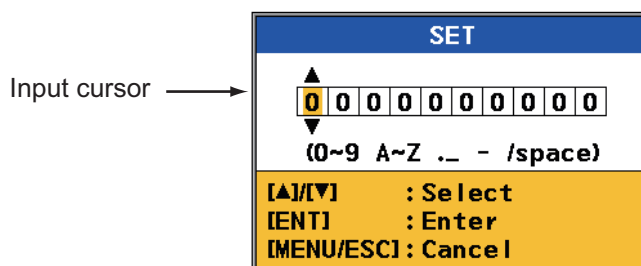 SET
Input cursor
▲
0 0 0 0 0 0 0 0 0 0
▼
(0~9 A~Z ._ - /space)
[▲]/[▼] : Select
[ENT] : Enter
[MENU/ESC] : Cancel